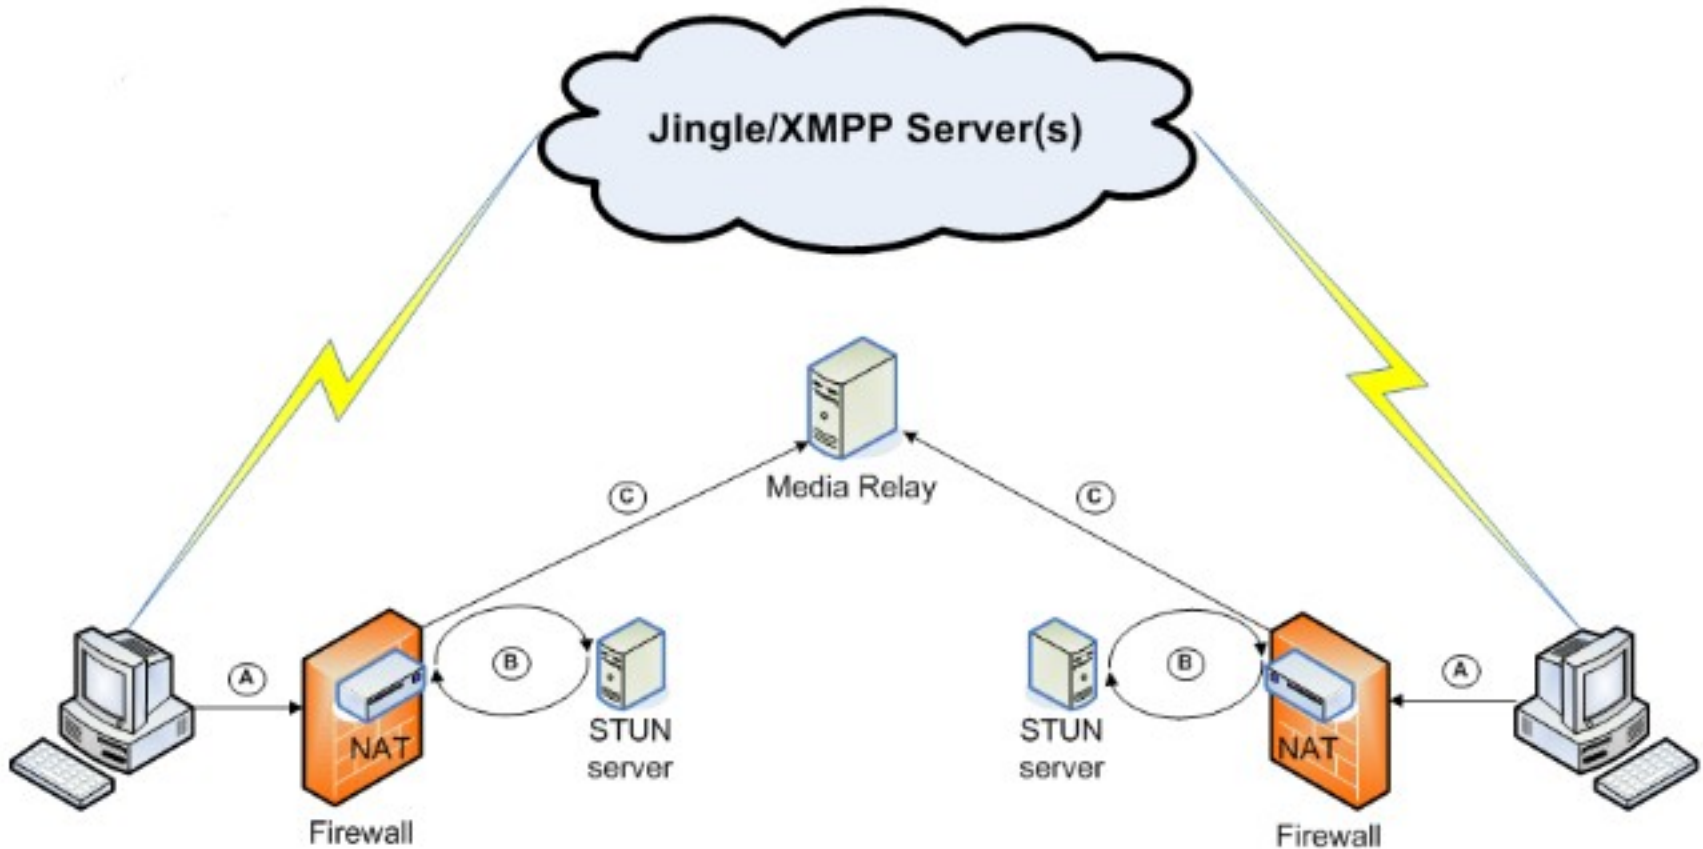 Jingle/XMPP Server(s)
Media Relay
C
C
A
B
B
A
NAT
STUN
server
STUN
server
NAT
Firewall
Firewall